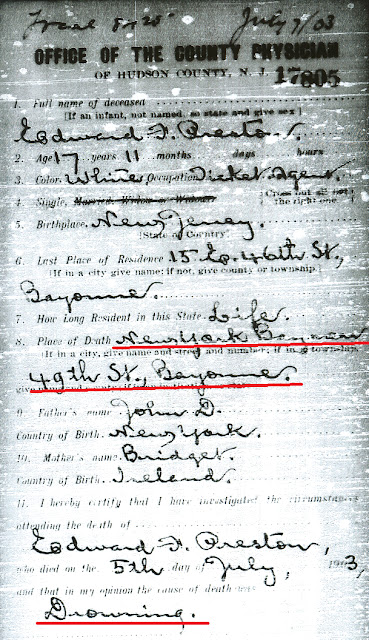 July 7/03
OFFICE OF THE COUNTY PHYSICIAN
OF HUDSON COUNTY, N. J. 17805
1. Full name of deceased
[If an infant, not named, so state and give sex]
Edward F. Preston.
2. Age 17 years 11 months days hours
3. Color White Occupation Ticket Agent.
4. Single, Married, Widow or Widower [Cross out all not the right one]
5. Birthplace New Jersey.
[State or Country]
6. Last Place of Residence 15 E. 46th St.,
[If in a city give name; if not, give county or township]
Bayonne.
7. How Long Resident in this State Life.
8. Place of Death New York Bay near
[If in a city, give name and street and number; if in township,
49th St., Bayonne.
9. Father's name John D.
Country of Birth New York.
10. Mother's name Bridget.
Country of Birth Ireland.
11. I hereby certify that I have investigated the circumstances
attending the death of
Edward F. Preston,
who died on the 5th day of July, 1903,
and that in my opinion the cause of death was
Drowning.